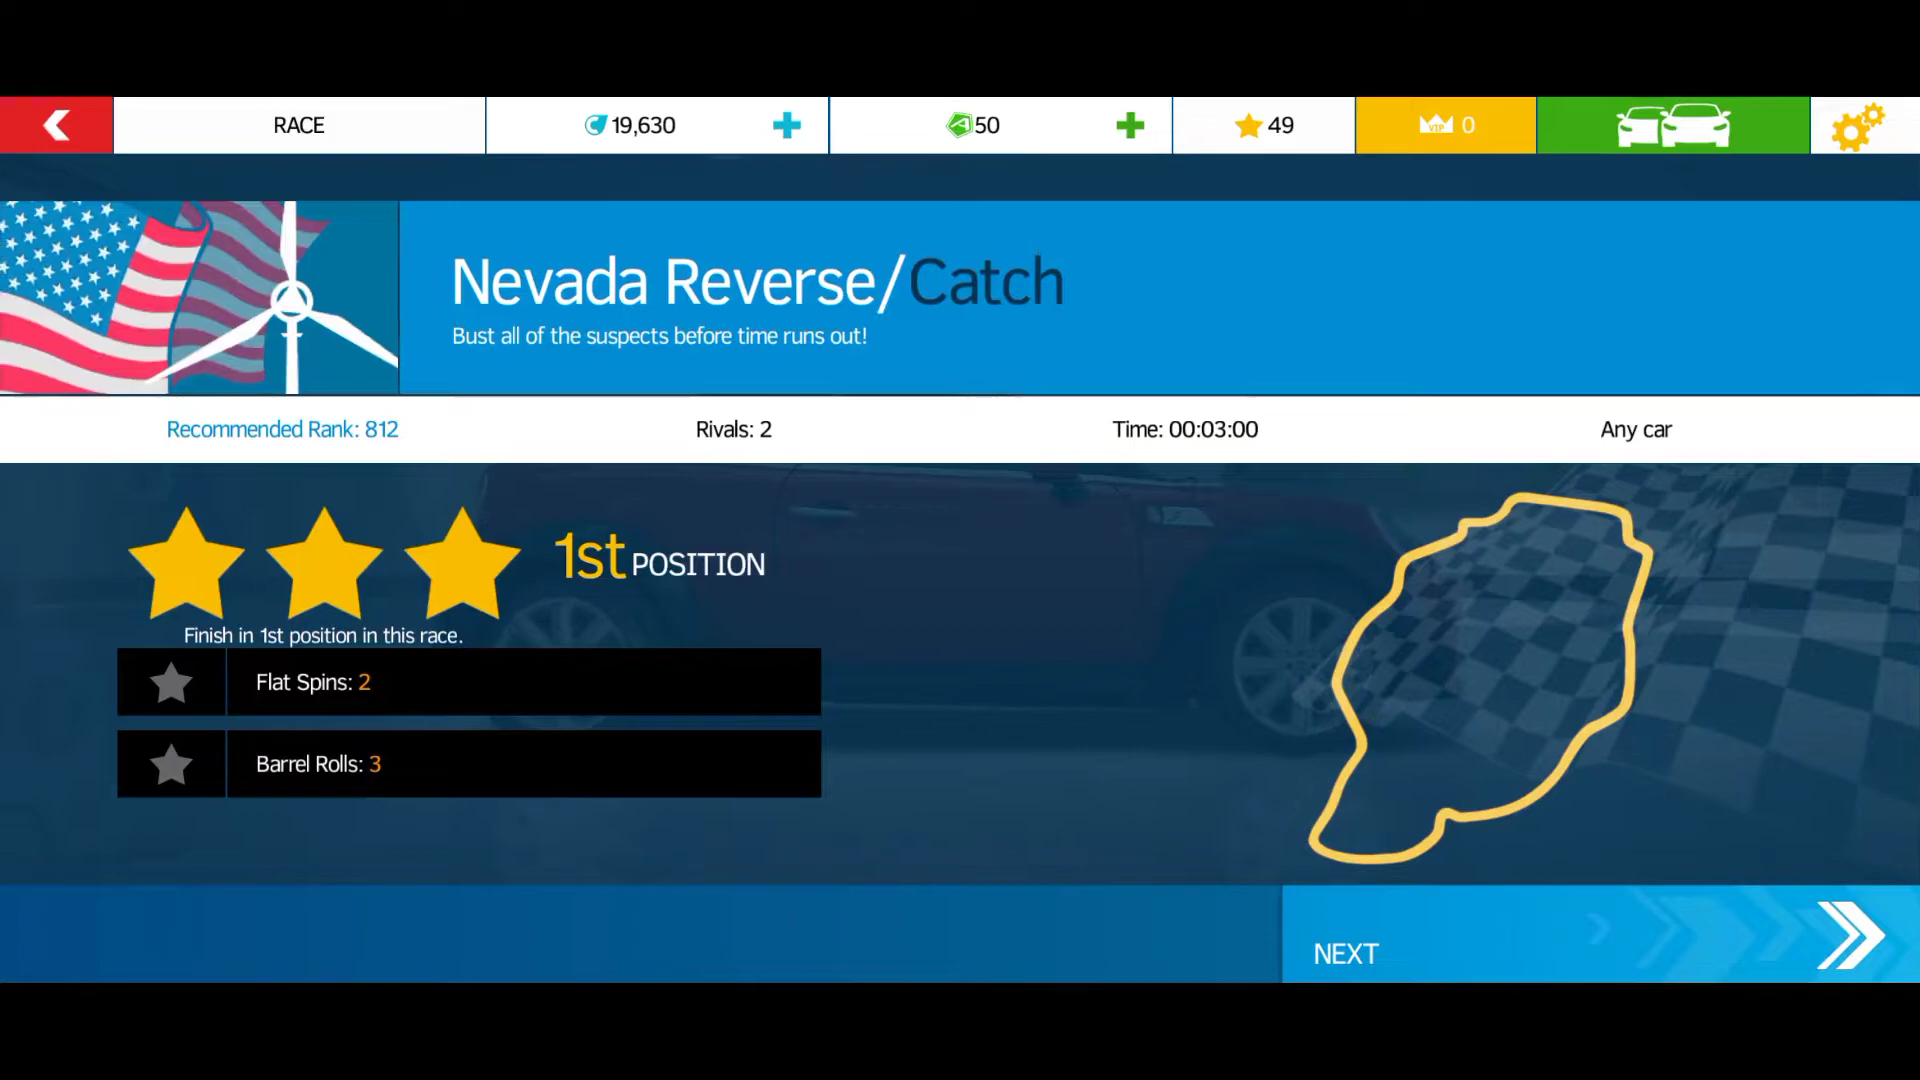 RACE
19,630
50
49
VIP 0
Nevada Reverse/Catch
Bust all of the suspects before time runs out!
Recommended Rank: 812
Rivals: 2
Time: 00:03:00
Any car
1st POSITION
Finish in 1st position in this race.
Flat Spins: 2
Barrel Rolls: 3
NEXT